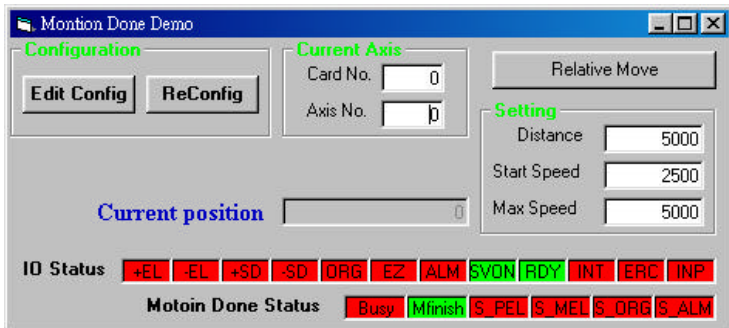 Montion Done Demo
Configuration
Edit Config
ReConfig
Current Axis
Card No. 0
Axis No. 0
Relative Move
Setting
Distance 5000
Start Speed 2500
Max Speed 5000
Current position 0
IO Status +EL -EL +SD -SD ORG EZ ALM SVON RDY INT ERC INP
Motoin Done Status Busy Mfinish S_PEL S_MEL S_ORG S_ALM